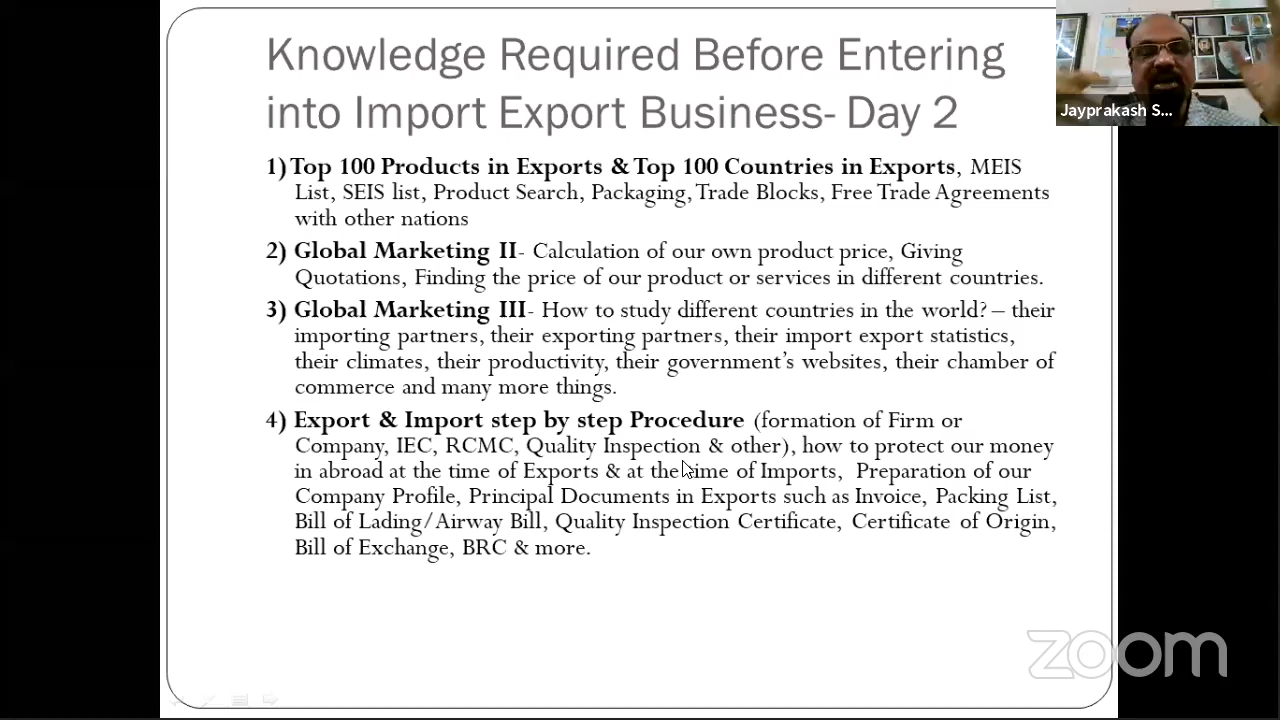 Knowledge Required Before Entering
into Import Export Business- Day 2
Jayprakash S...
1) Top 100 Products in Exports & Top 100 Countries in Exports, MEIS
List, SEIS list, Product Search, Packaging, Trade Blocks, Free Trade Agreements
with other nations
2) Global Marketing II- Calculation of our own product price, Giving
Quotations, Finding the price of our product or services in different countries.
3) Global Marketing III- How to study different countries in the world? – their
importing partners, their exporting partners, their import export statistics,
their climates, their productivity, their government's websites, their chamber of
commerce and many more things.
4) Export & Import step by step Procedure (formation of Firm or
Company, IEC, RCMC, Quality Inspection & other), how to protect our money
in abroad at the time of Exports & at the time of Imports, Preparation of our
Company Profile, Principal Documents in Exports such as Invoice, Packing List,
Bill of Lading/Airway Bill, Quality Inspection Certificate, Certificate of Origin,
Bill of Exchange, BRC & more.
zoom